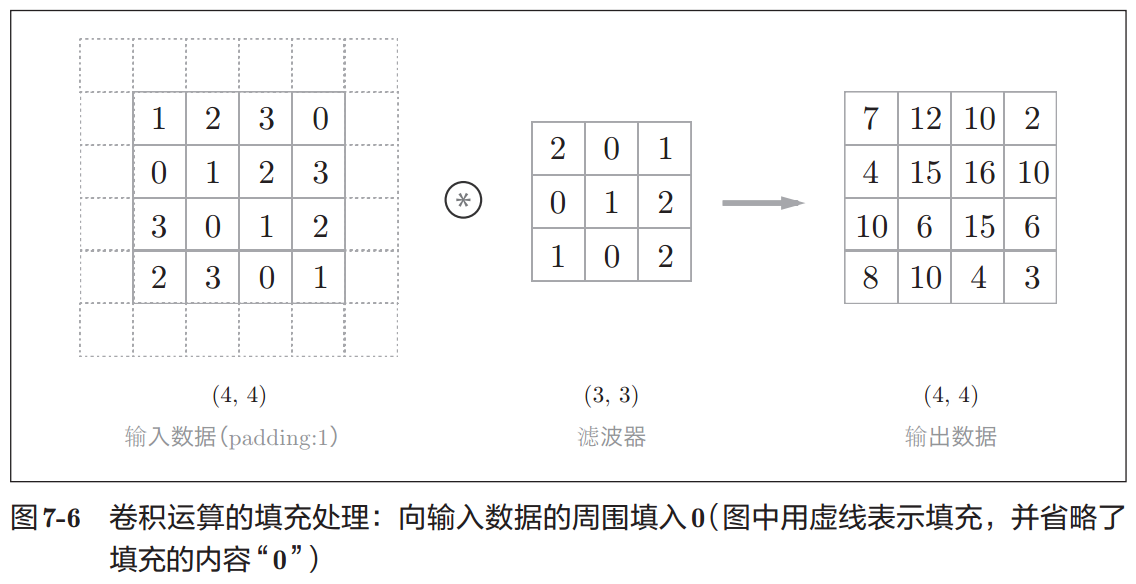 1 2 3 0
0 1 2 3
3 0 1 2
2 3 0 1
(4, 4)
输入数据(padding:1)
*
2 0 1
0 1 2
1 0 2
(3, 3)
滤波器
7 12 10 2
4 15 16 10
10 6 15 6
8 10 4 3
(4, 4)
输出数据
图7-6 卷积运算的填充处理：向输入数据的周围填入0(图中用虚线表示填充，并省略了
填充的内容“0”)